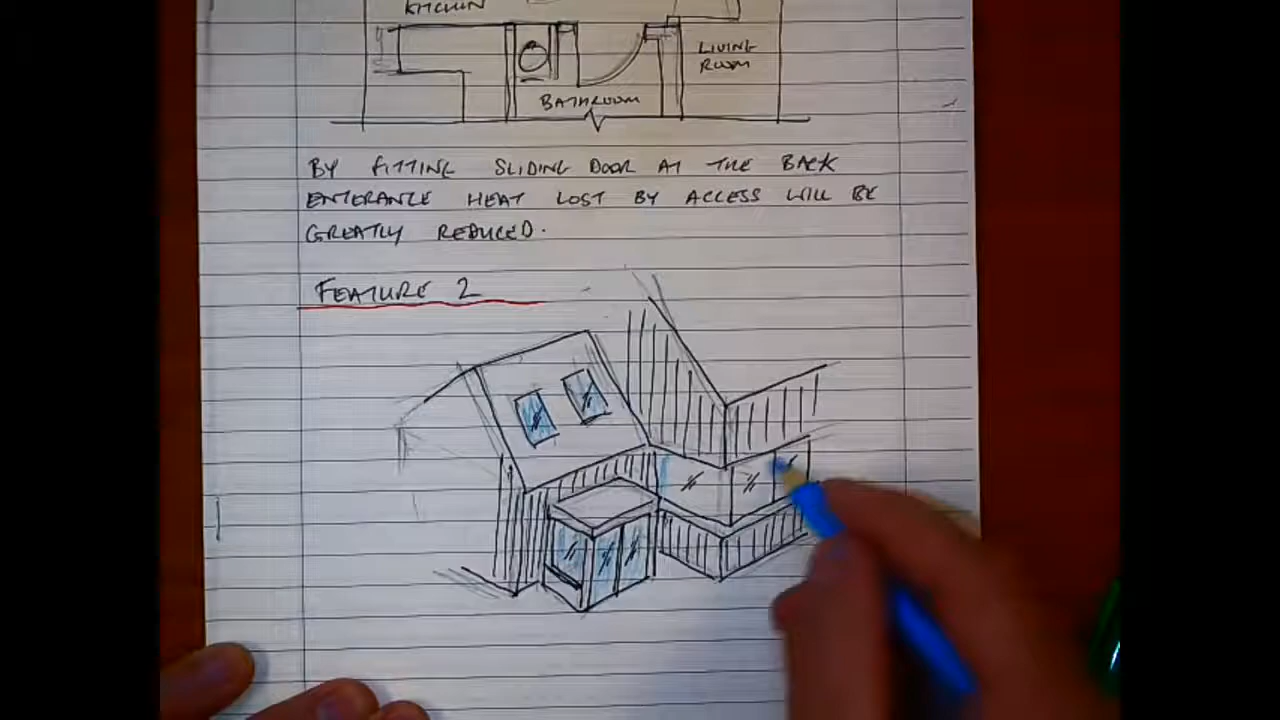 KITCHEN
LIVING
ROOM
BATHROOM
BY FITTING SLIDING DOOR AT THE BACK
ENTERANCE HEAT LOST BY ACCESS WILL BE
GREATLY REDUCED.
FEATURE 2